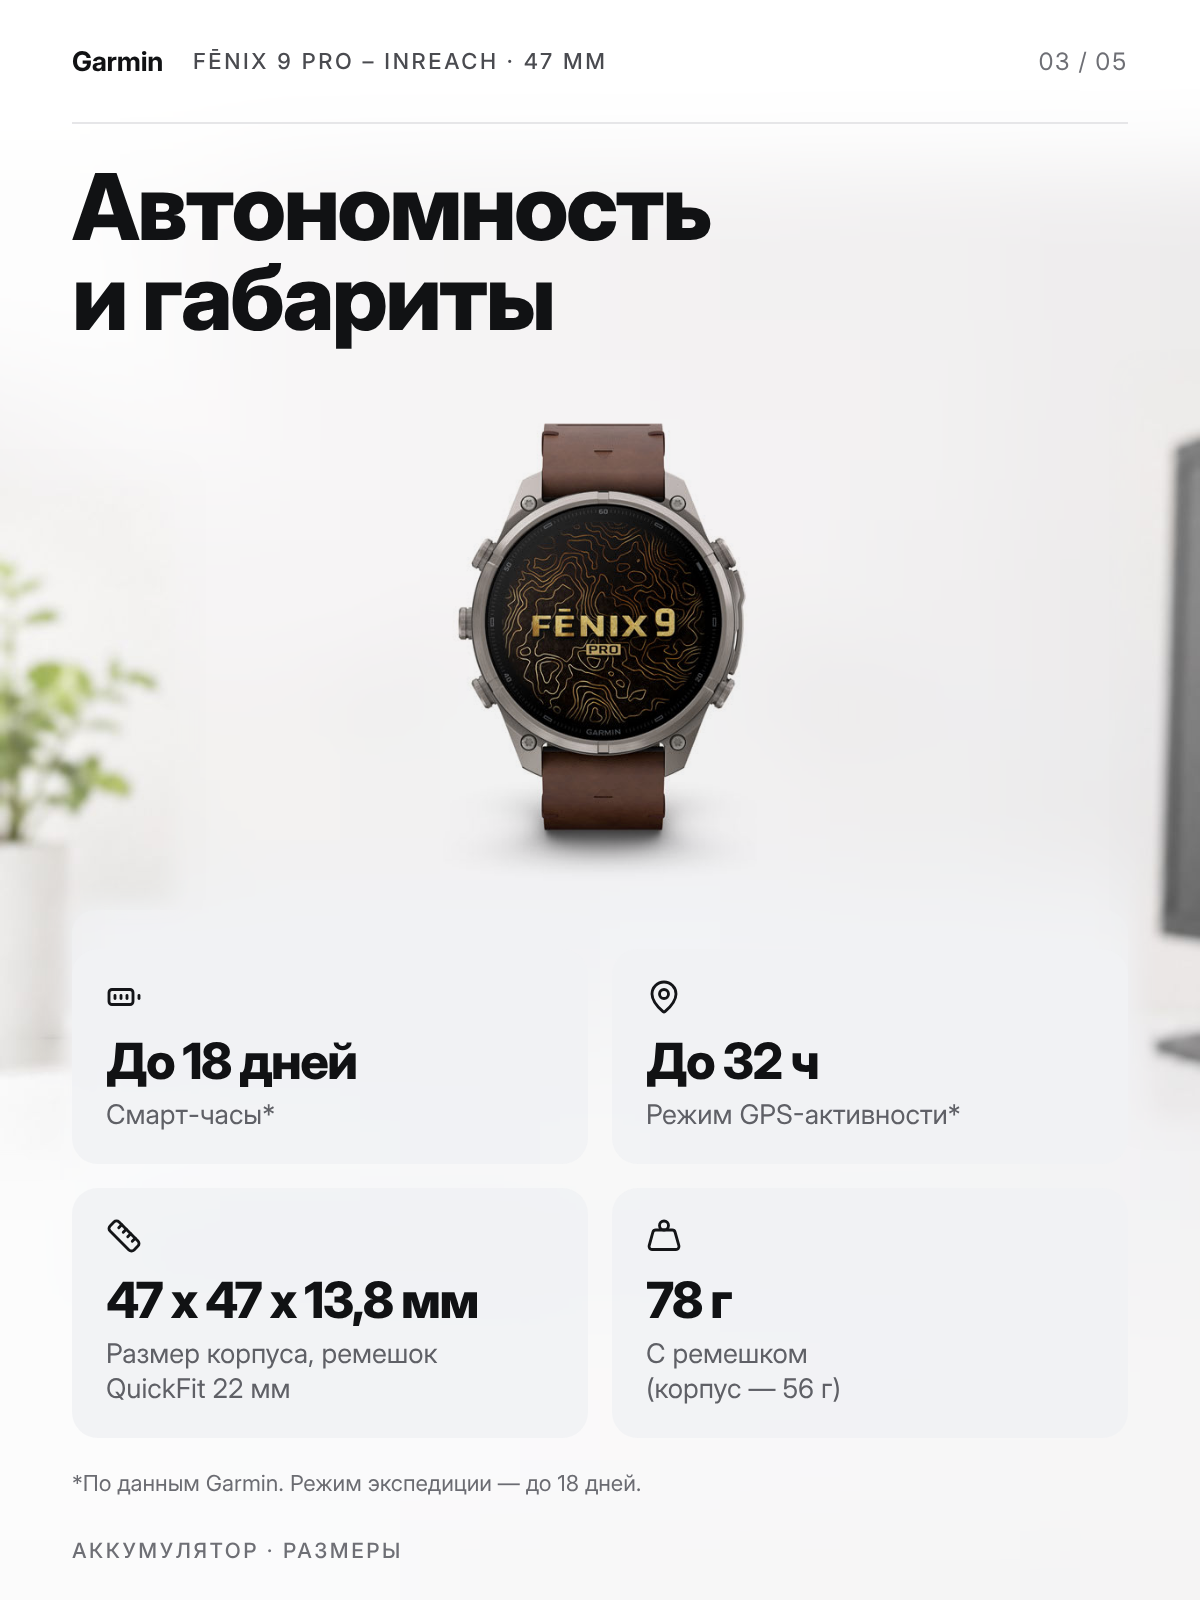 Garmin FĒNIX 9 PRO – INREACH · 47 MM 03 / 05
Автономность
и габариты
60
FĒNIX 9
PRO
GARMIN
До 18 дней
Смарт-часы*
До 32 ч
Режим GPS-активности*
47 x 47 x 13,8 мм
Размер корпуса, ремешок
QuickFit 22 мм
78 г
С ремешком
(корпус — 56 г)
*По данным Garmin. Режим экспедиции — до 18 дней.
АККУМУЛЯТОР · РАЗМЕРЫ